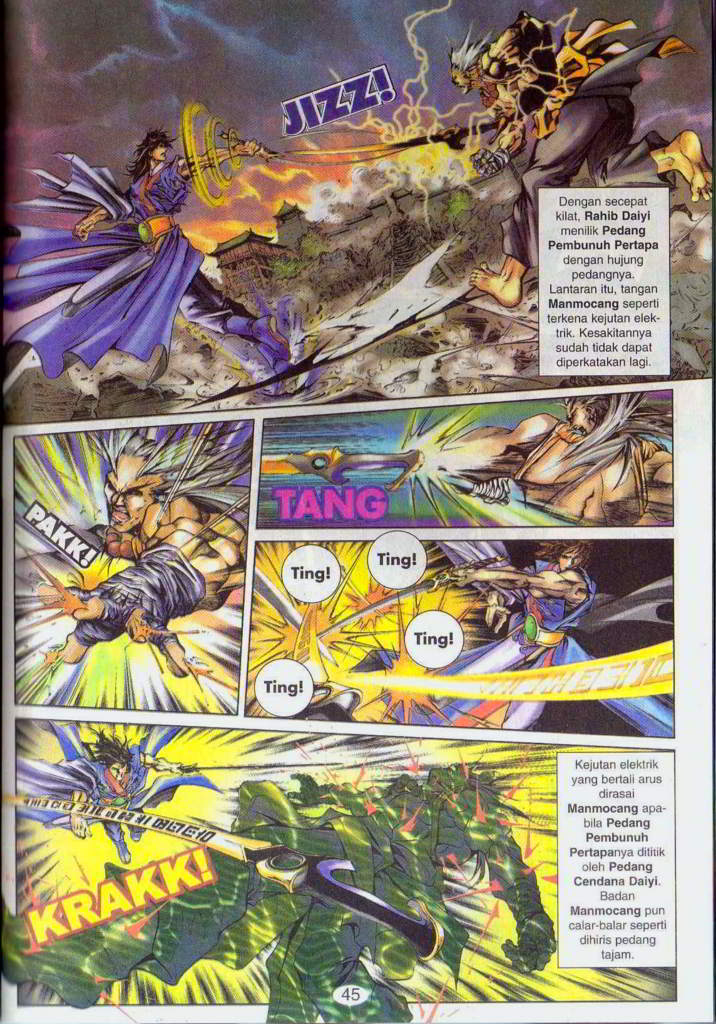 JIZZ!
Dengan secepat
kilat, Rahib Daiyi
menilik Pedang
Pembunuh Pertapa
dengan hujung
pedangnya.
Lantaran itu, tangan
Manmocang seperti
terkena kejutan elek-
trik. Kesakitannya
sudah tidak dapat
diperkatakan lagi.
PAKK!
TANG
Ting!
Ting!
Ting!
Ting!
KRAKK!
Kejutan elektrik
yang bertali arus
dirasai
Manmocang apa-
bila Pedang
Pembunuh
Pertapanya dititik
oleh Pedang
Cendana Daiyi.
Badan
Manmocang pun
calar-balar seperti
dihiris pedang
tajam.
45